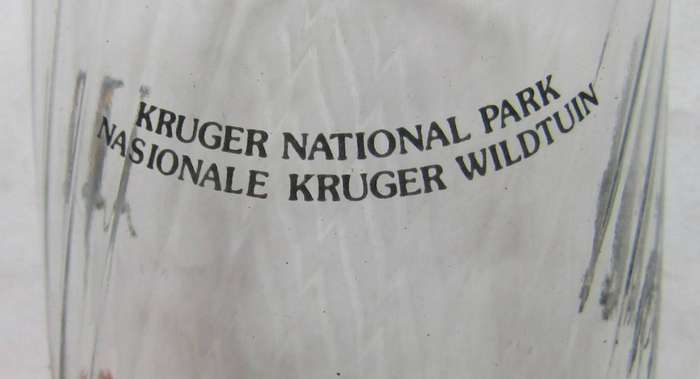 KRUGER NATIONAL PARK
NASIONALE KRUGER WILDTUIN